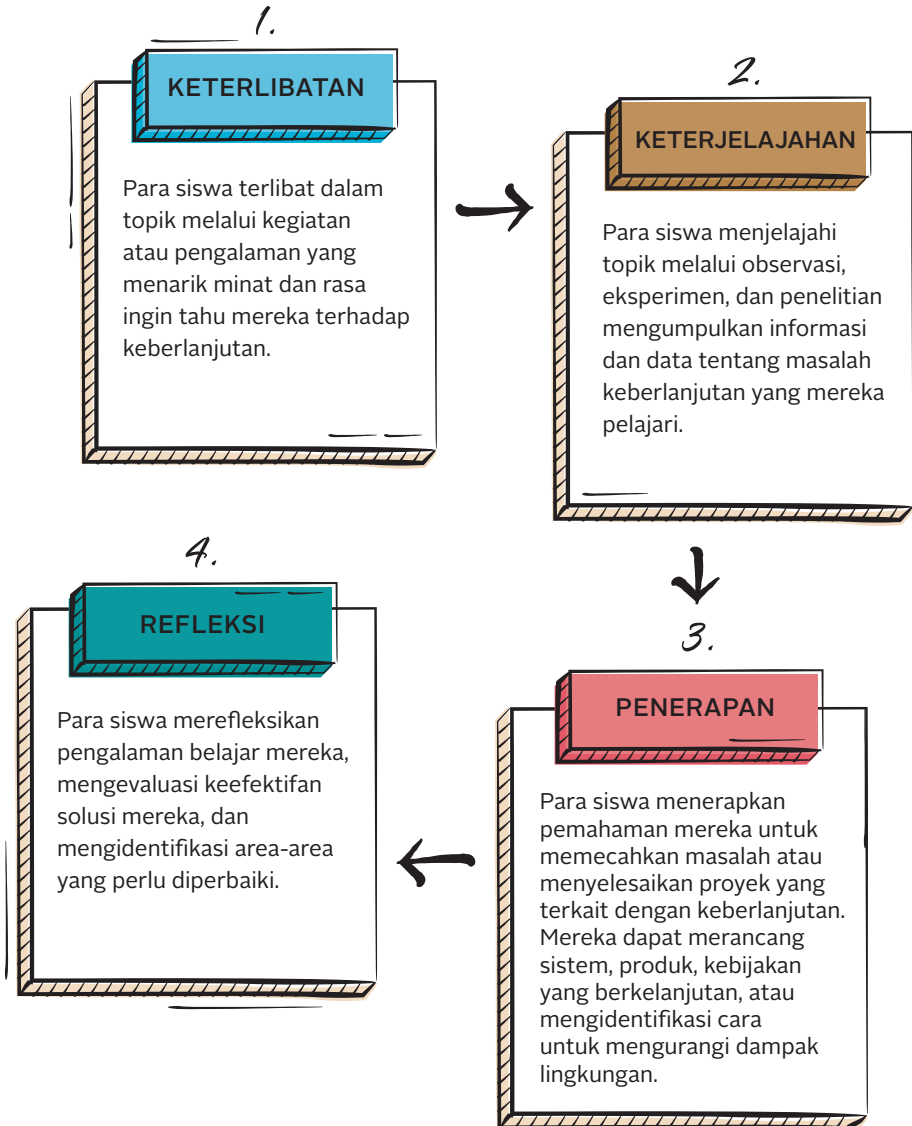 1.
KETERLIBATAN
Para siswa terlibat dalam
topik melalui kegiatan
atau pengalaman yang
menarik minat dan rasa
ingin tahu mereka terhadap
keberlanjutan.
2.
KETERJELAJAHAN
Para siswa menjelajahi
topik melalui observasi,
eksperimen, dan penelitian
mengumpulkan informasi
dan data tentang masalah
keberlanjutan yang mereka
pelajari.
3.
PENERAPAN
Para siswa menerapkan
pemahaman mereka untuk
memecahkan masalah atau
menyelesaikan proyek yang
terkait dengan keberlanjutan.
Mereka dapat merancang
sistem, produk, kebijakan
yang berkelanjutan, atau
mengidentifikasi cara
untuk mengurangi dampak
lingkungan.
4.
REFLEKSI
Para siswa merefleksikan
pengalaman belajar mereka,
mengevaluasi keefektifan
solusi mereka, dan
mengidentifikasi area-area
yang perlu diperbaiki.